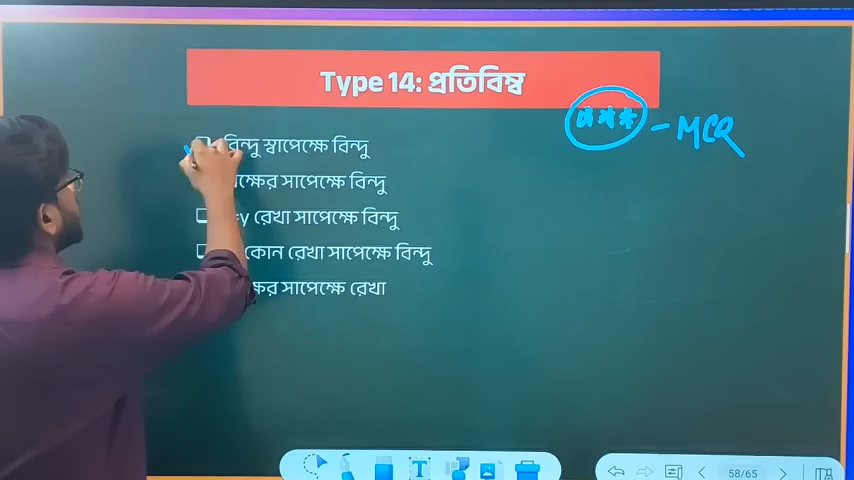 Type 14: প্রতিবিম্ব
*** - MCQ
বিন্দু স্বাপেক্ষে বিন্দু
সাপেক্ষে বিন্দু
রেখা সাপেক্ষে বিন্দু
কোন রেখা সাপেক্ষে বিন্দু
সাপেক্ষে রেখা
58/65